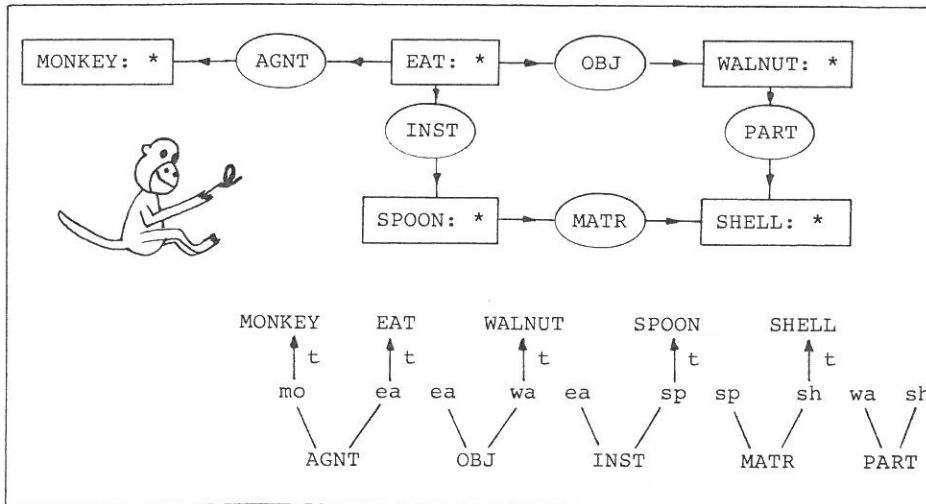 MONKEY: * AGNT EAT: * OBJ WALNUT: *
INST PART
SPOON: * MATR SHELL: *
MONKEY EAT WALNUT SPOON SHELL
t t t t t
mo ea ea wa ea sp sp sh wa sh
AGNT OBJ INST MATR PART